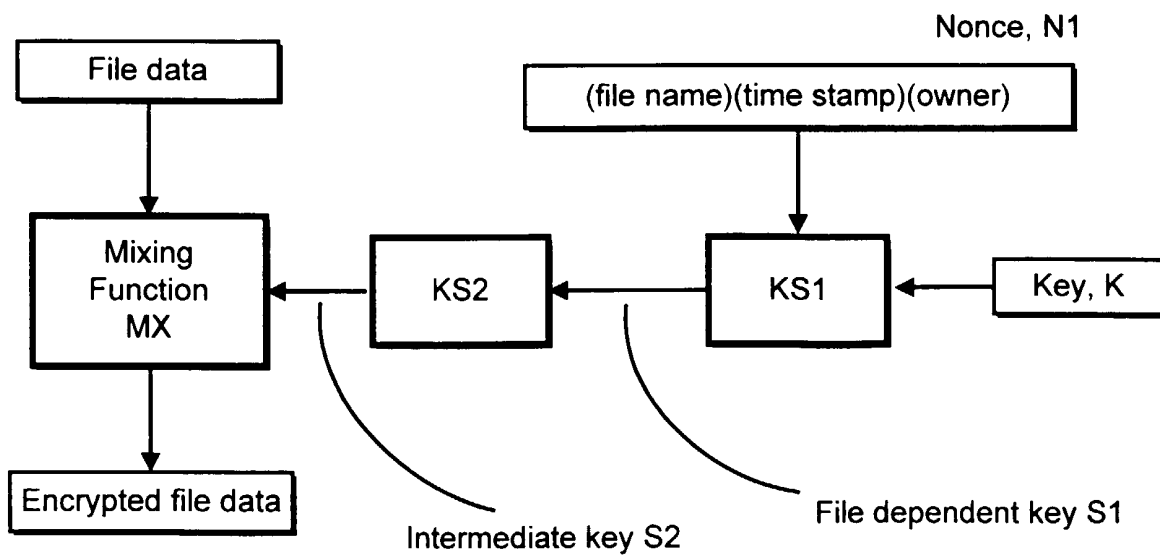 Nonce, N1
File data
(file name)(time stamp)(owner)
Mixing
Function
MX
KS2
KS1
Key, K
Encrypted file data
Intermediate key S2
File dependent key S1